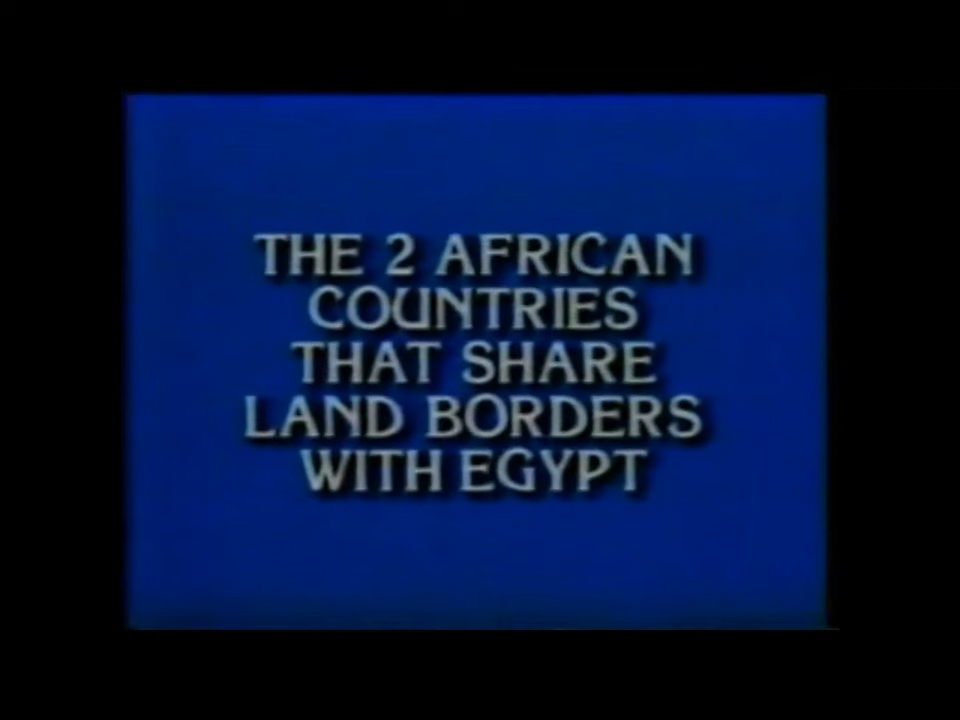 THE 2 AFRICAN
COUNTRIES
THAT SHARE
LAND BORDERS
WITH EGYPT